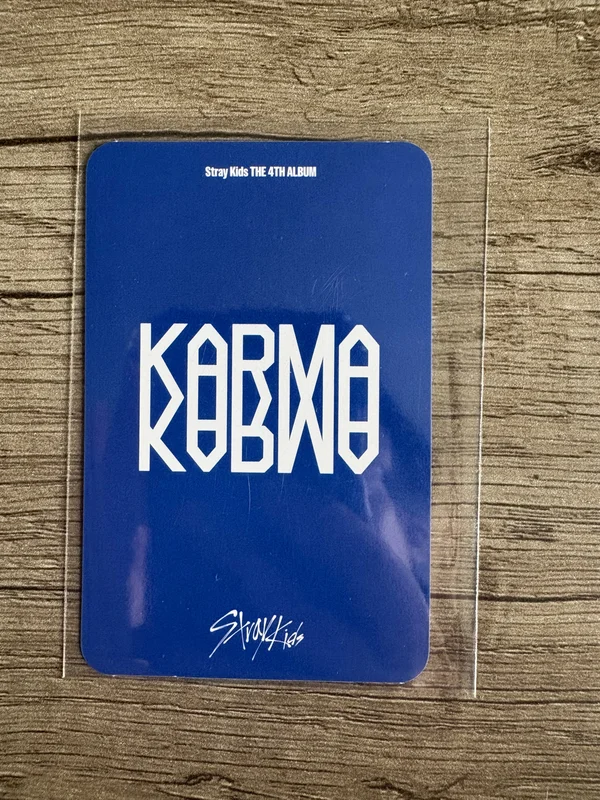 Stray Kids THE 4TH ALBUM
KARMA
Stray Kids